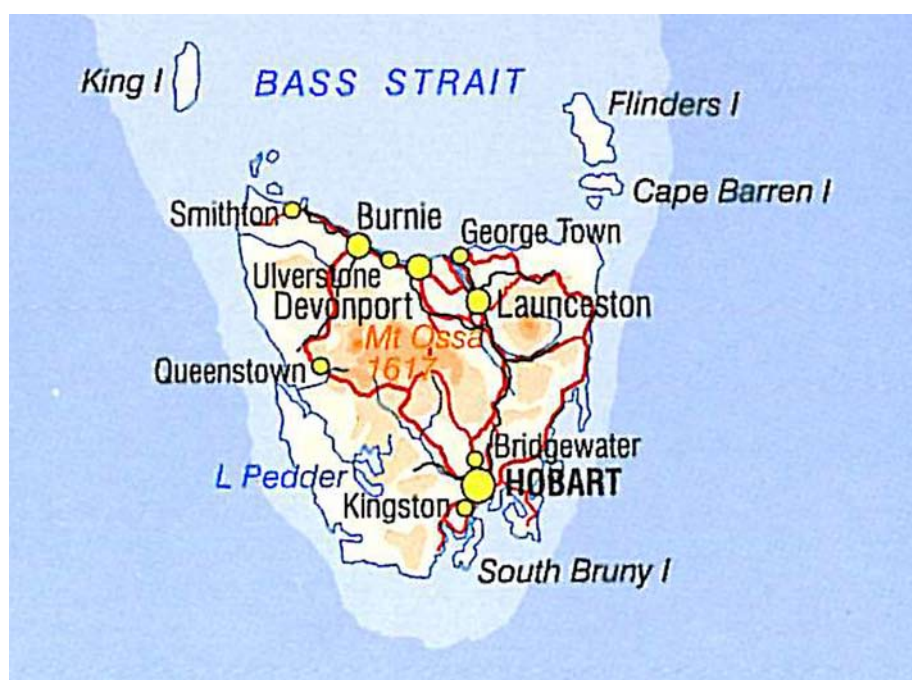 King I
BASS STRAIT
Flinders I
Cape Barren I
Smithton
Burnie
George Town
Ulverstone
Devonport
Launceston
Mt Ossa
1617
Queenstown
Bridgewater
L Pedder
HOBART
Kingston
South Bruny I